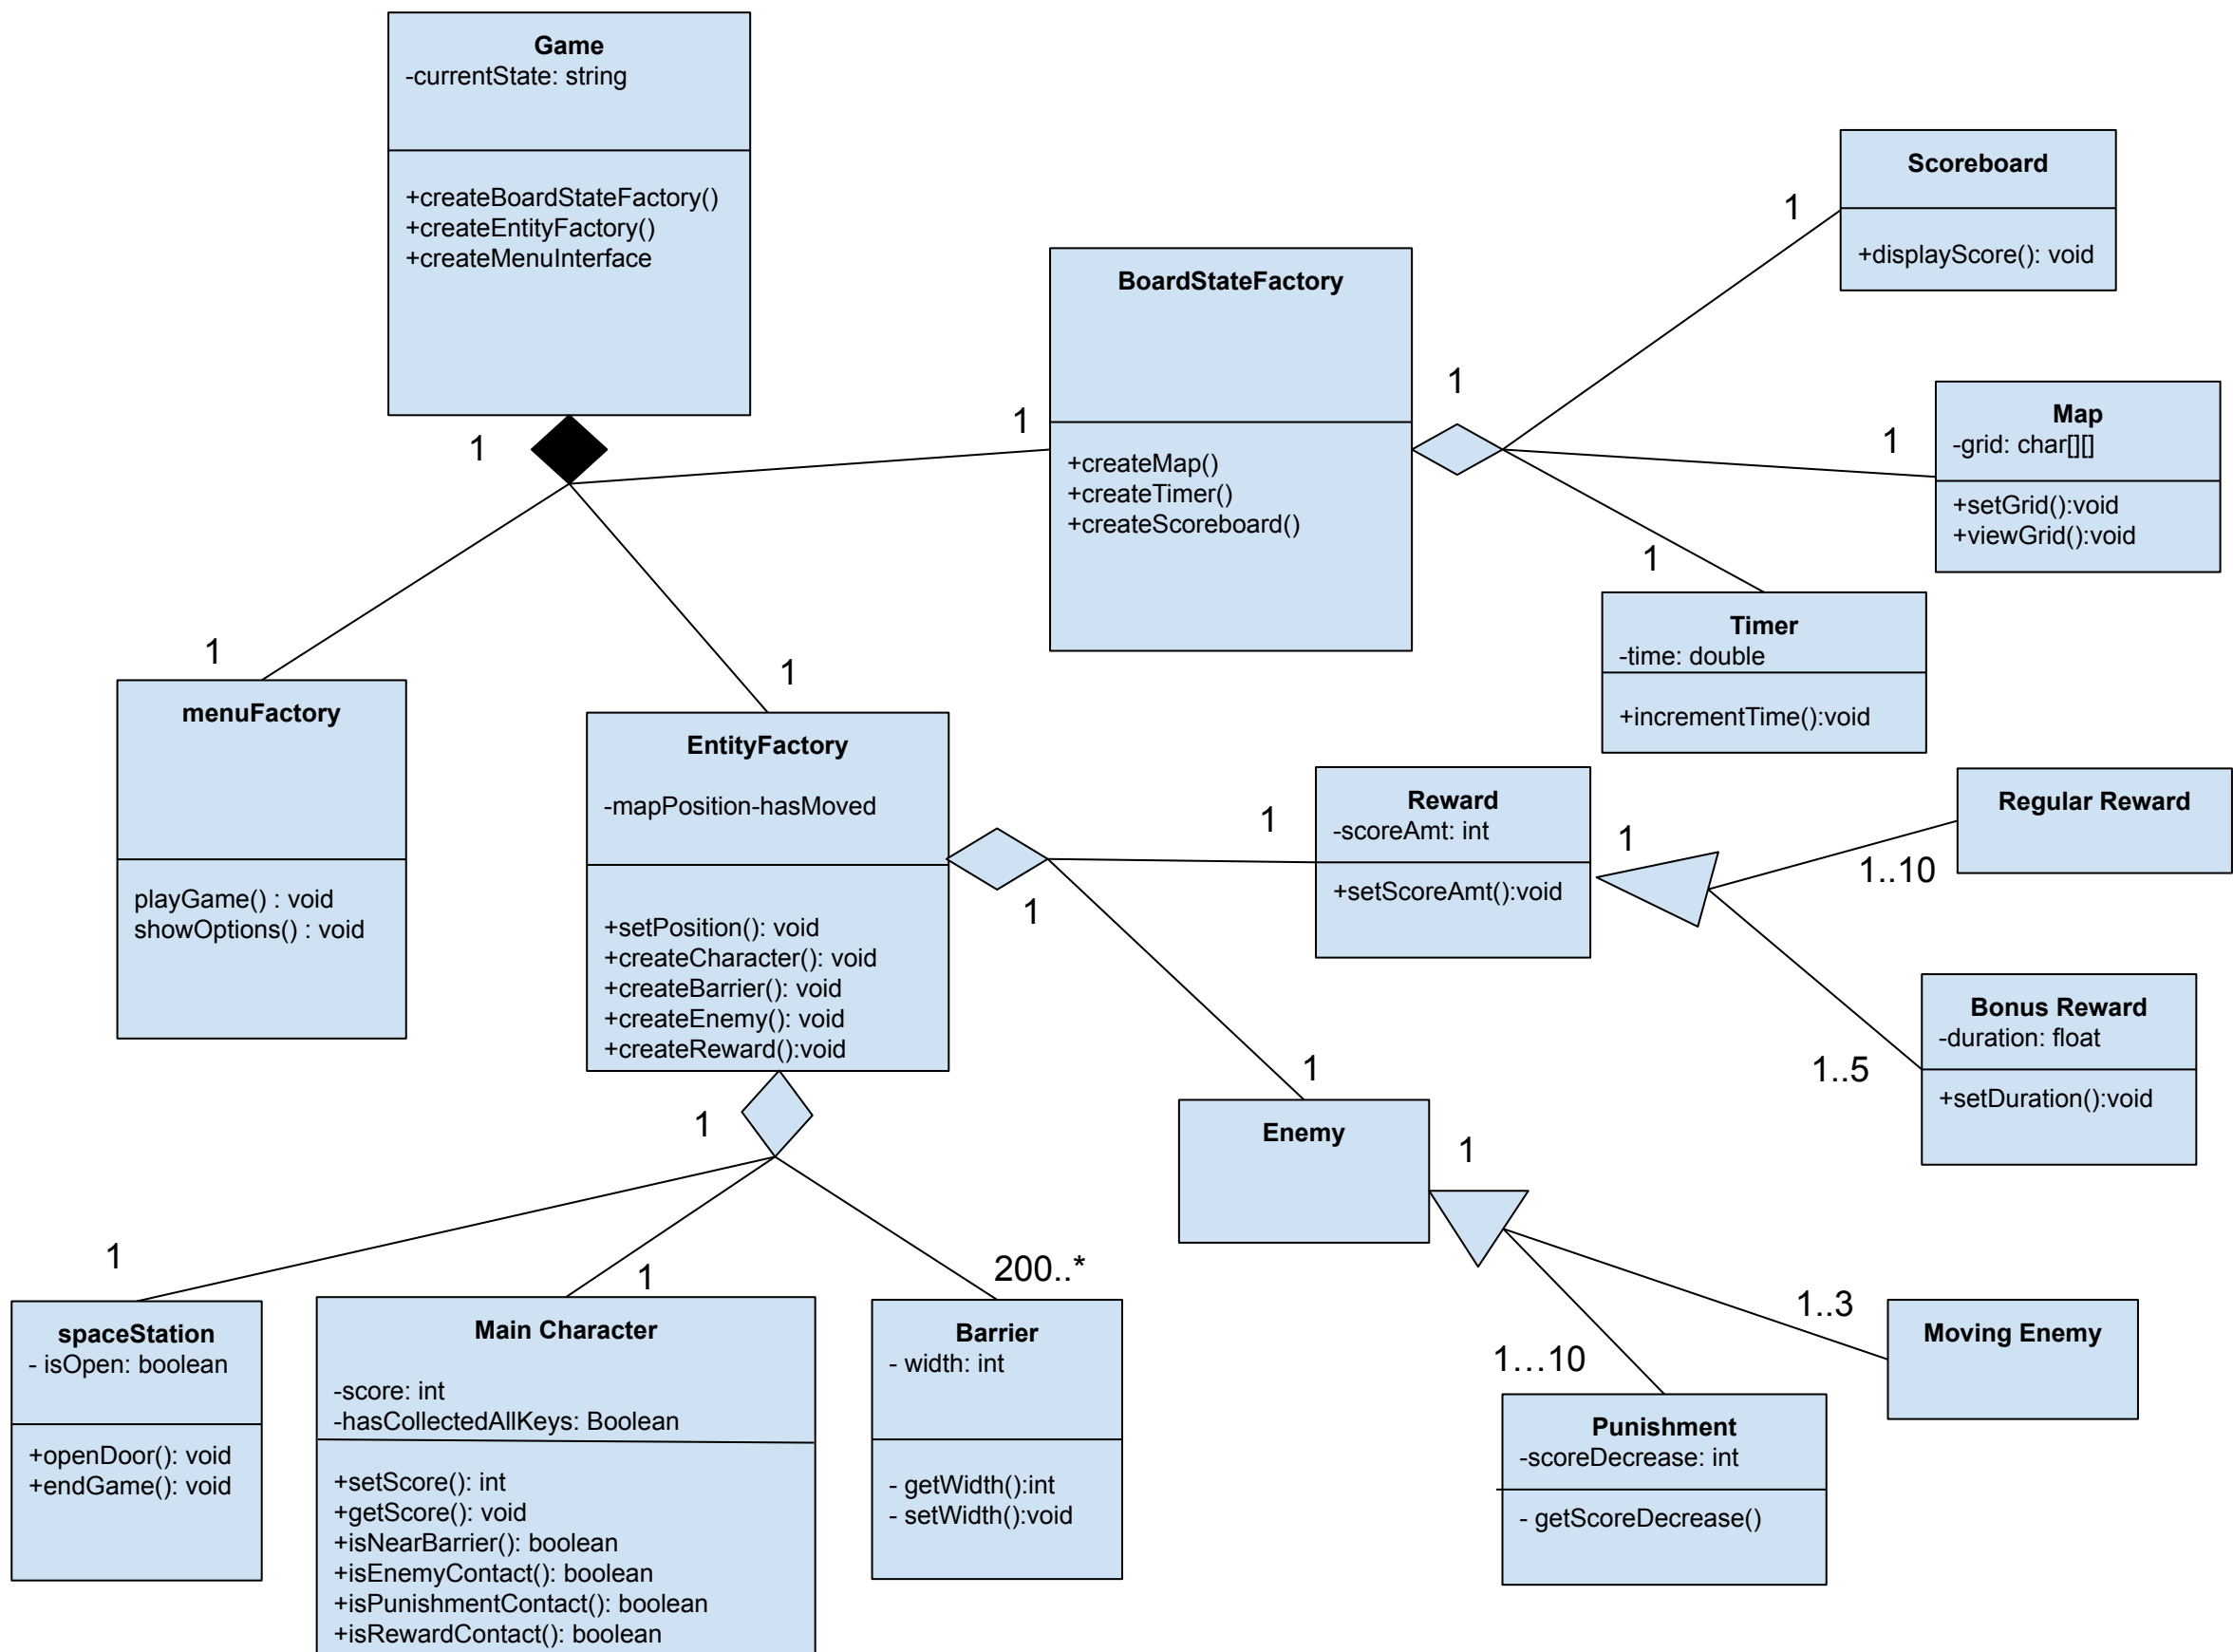 Game
-currentState: string
+createBoardStateFactory()
+createEntityFactory()
+createMenuInterface
1
Scoreboard
+displayScore(): void
1
BoardStateFactory
+createMap()
+createTimer()
+createScoreboard()
1
1
Map
-grid: char[][]
+setGrid():void
+viewGrid():void
1
Timer
-time: double
+incrementTime():void
1
menuFactory
playGame() : void
showOptions() : void
1
EntityFactory
-mapPosition-hasMoved
+setPosition(): void
+createCharacter(): void
+createBarrier(): void
+createEnemy(): void
+createReward():void
1
1
1
Reward
-scoreAmt: int
+setScoreAmt():void
1
1
Regular Reward
1..10
Bonus Reward
-duration: float
+setDuration():void
1..5
Enemy
1
1
spaceStation
- isOpen: boolean
+openDoor(): void
+endGame(): void
1
Main Character
-score: int
-hasCollectedAllKeys: Boolean
+setScore(): int
+getScore(): void
+isNearBarrier(): boolean
+isEnemyContact(): boolean
+isPunishmentContact(): boolean
+isRewardContact(): boolean
1
Barrier
- width: int
- getWidth():int
- setWidth():void
200..*
Punishment
-scoreDecrease: int
- getScoreDecrease()
1…10
Moving Enemy
1..3